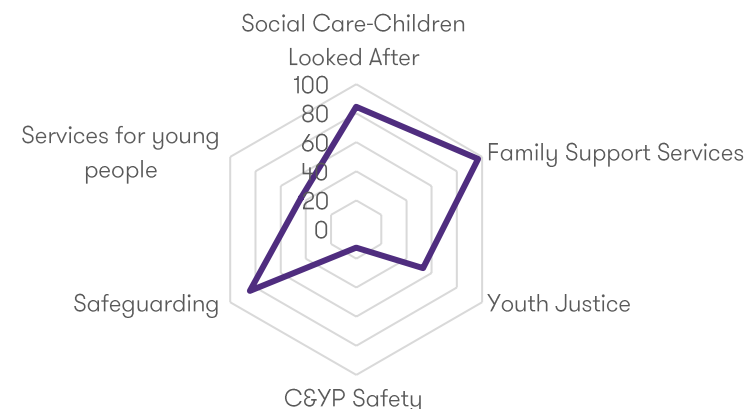 Social Care-Children
Looked After
100
80
60
40
20
0
Family Support Services
Youth Justice
C&YP Safety
Safeguarding
Services for young
people